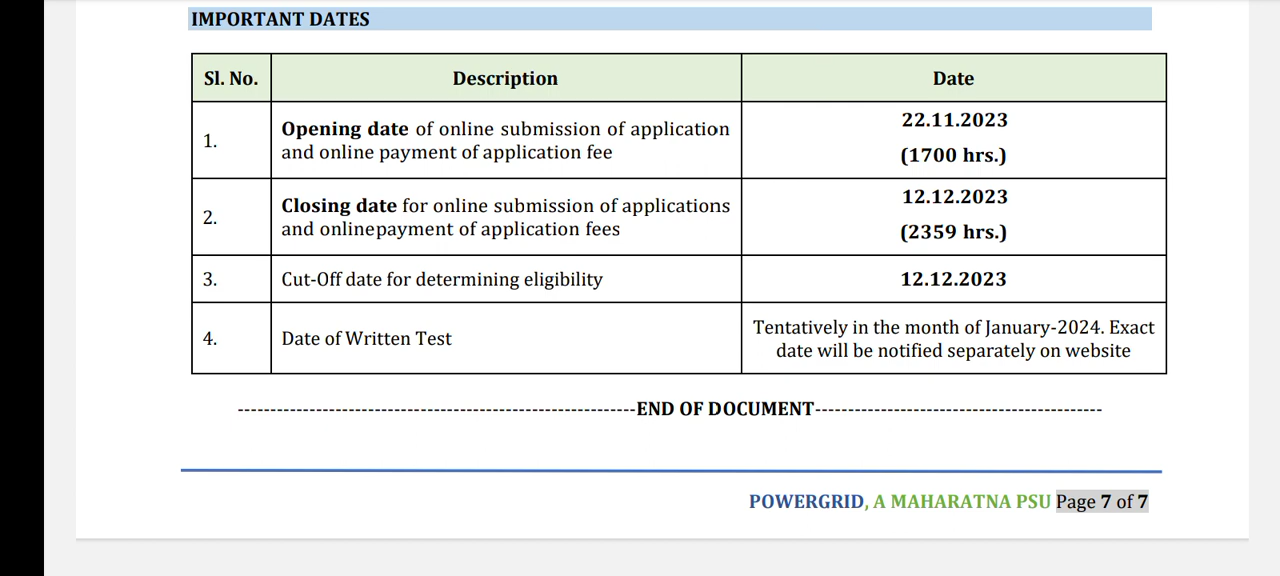 IMPORTANT DATES
Sl. No. Description Date
1. Opening date of online submission of application and online payment of application fee 22.11.2023 (1700 hrs.)
2. Closing date for online submission of applications and onlinepayment of application fees 12.12.2023 (2359 hrs.)
3. Cut-Off date for determining eligibility 12.12.2023
4. Date of Written Test Tentatively in the month of January-2024. Exact date will be notified separately on website
-------------------------------------------------------------END OF DOCUMENT--------------------------------------------
POWERGRID, A MAHARATNA PSU Page 7 of 7